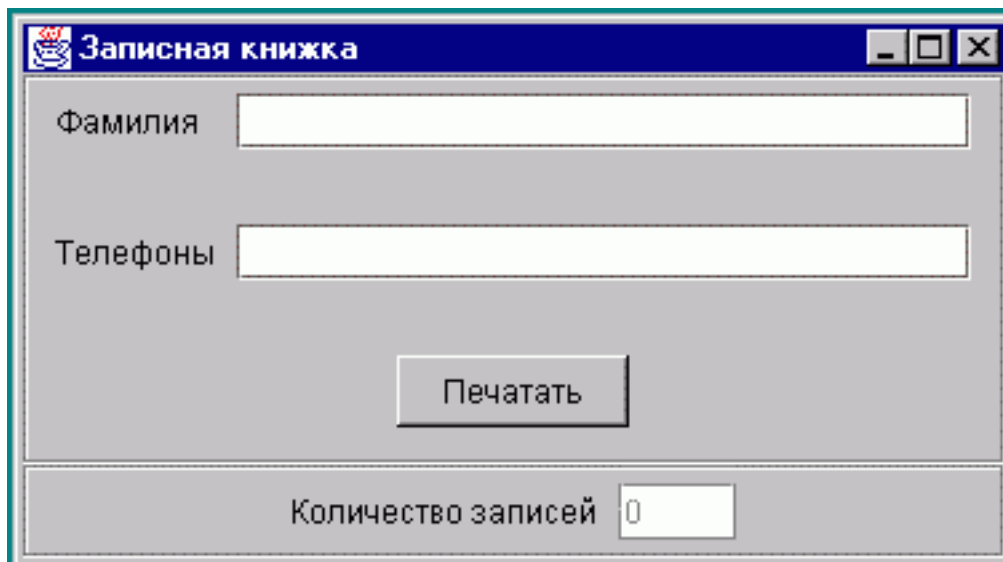 Записная книжка
Фамилия
Телефоны
Печатать
Количество записей 0